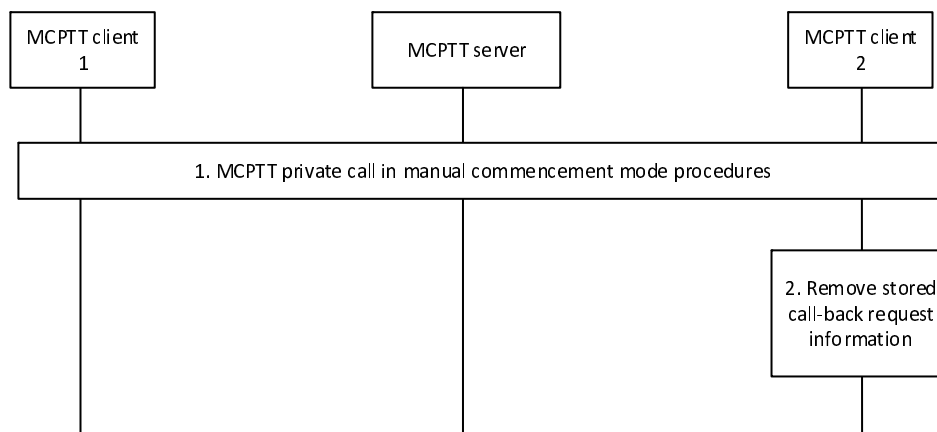 MCPTT client
1
MCPTT server
MCPTT client
2
1. MCPTT private call in manual commencement mode procedures
2. Remove stored
call-back request
information